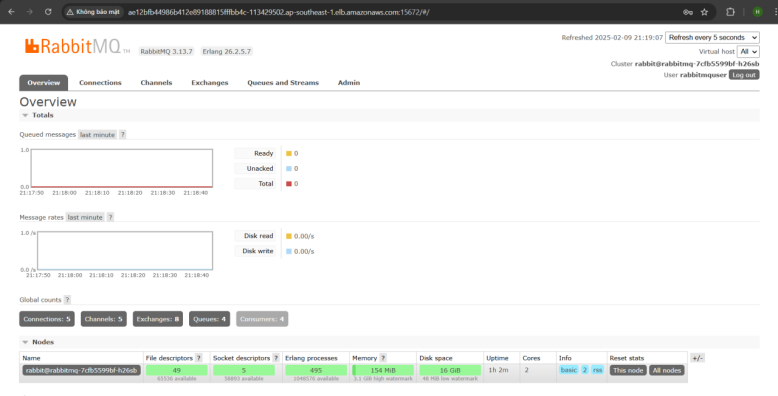 Không bảo mật ae12bfb44986b412e89188815fffbb4c-113429502.ap-southeast-1.elb.amazonaws.com:15672/#/
H
RabbitMQ TM RabbitMQ 3.13.7 Erlang 26.2.5.7
Refreshed 2025-02-09 21:19:07 Refresh every 5 seconds
Virtual host All
Cluster rabbit@rabbitmq-7cfb5599bf-h26sb
User rabbitmquser Log out
Overview Connections Channels Exchanges Queues and Streams Admin
Overview
Totals
Queued messages last minute ?
1.0
0.0
21:17:50 21:18:00 21:18:10 21:18:20 21:18:30 21:18:40
Ready 0
Unacked 0
Total 0
Message rates last minute ?
1.0 /s
0.0 /s
21:17:50 21:18:00 21:18:10 21:18:20 21:18:30 21:18:40
Disk read 0.00/s
Disk write 0.00/s
Global counts ?
Connections: 5 Channels: 5 Exchanges: 8 Queues: 4 Consumers: 4
Nodes
Name File descriptors ? Socket descriptors ? Erlang processes Memory ? Disk space Uptime Cores Info Reset stats +/-
rabbit@rabbitmq-7cfb5599bf-h26sb 49 5 495 154 MiB 16 GiB 1h 2m 2 basic 2 rss This node All nodes
65536 available 58893 available 1048576 available 3.1 GiB high watermark 48 MiB low watermark